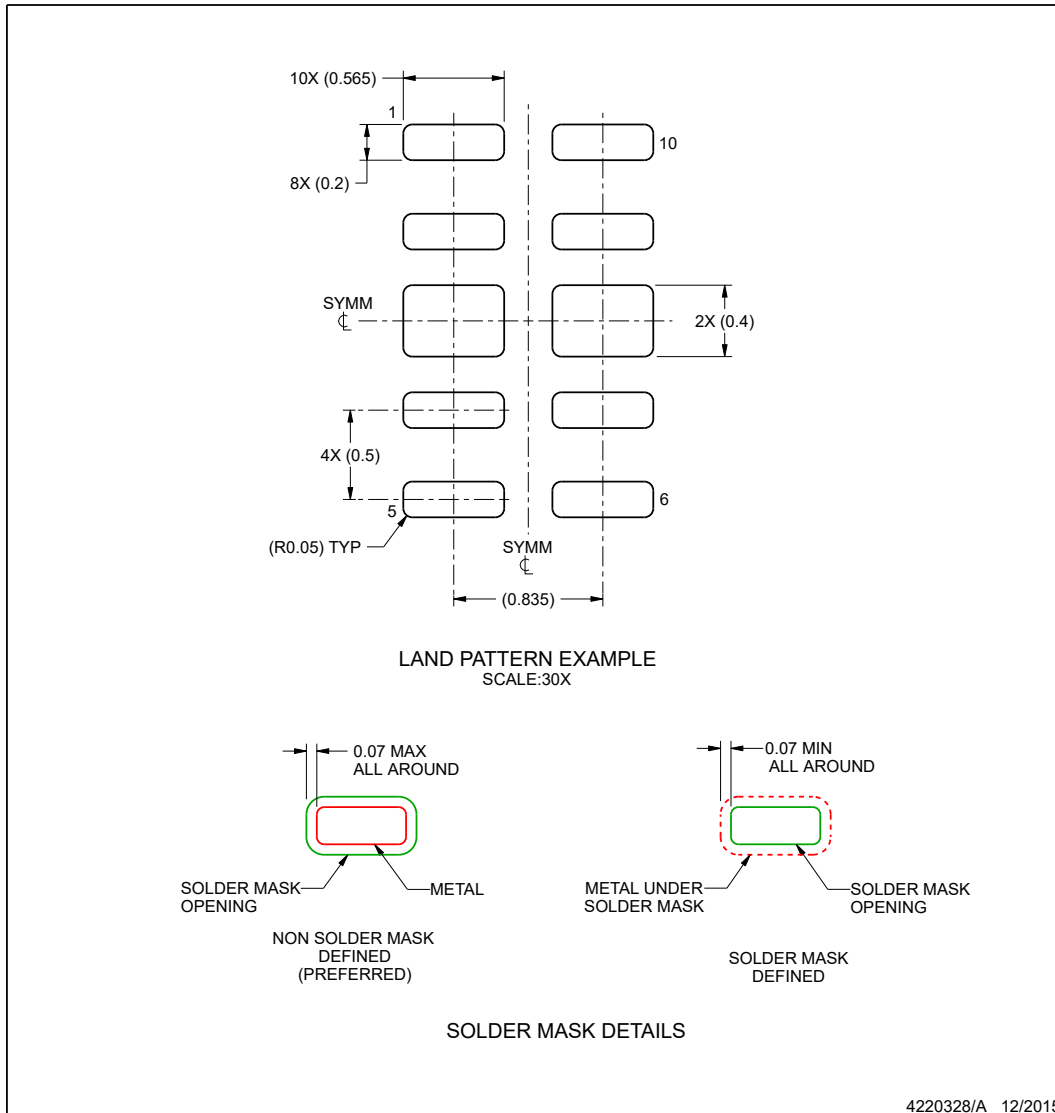 10X (0.565)
1
10
8X (0.2)
SYMM
℄
2X (0.4)
4X (0.5)
5
6
(R0.05) TYP
SYMM
℄
(0.835)
LAND PATTERN EXAMPLE
SCALE:30X
0.07 MAX
ALL AROUND
0.07 MIN
ALL AROUND
SOLDER MASK
OPENING
METAL
METAL UNDER
SOLDER MASK
SOLDER MASK
OPENING
NON SOLDER MASK
DEFINED
(PREFERRED)
SOLDER MASK
DEFINED
SOLDER MASK DETAILS
4220328/A 12/2015